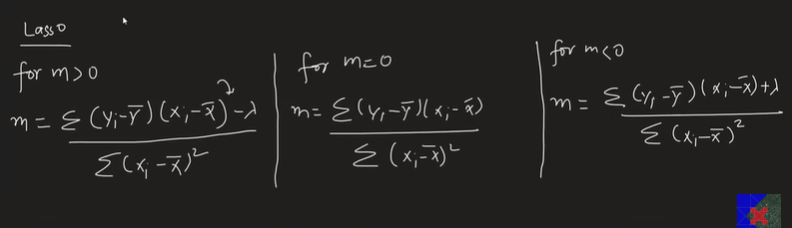 Lasso
for m>0
m = Σ (yᵢ-ȳ) (xᵢ-x̄) -λ
Σ(xᵢ-x̄)²
for m=0
m= Σ(yᵢ-ȳ)(xᵢ-x̄)
Σ (xᵢ-x̄)²
for m<0
m = Σ (yᵢ-ȳ)(xᵢ-x̄)+λ
Σ (xᵢ-x̄)²